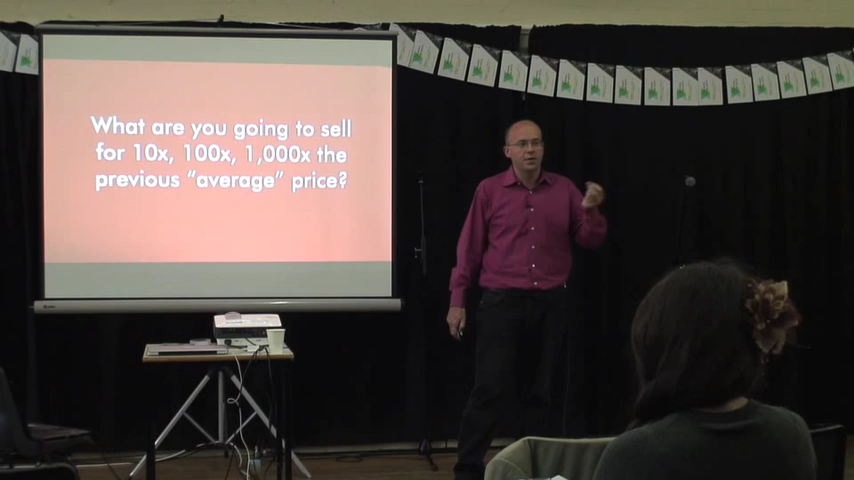 What are you going to sell
for 10x, 100x, 1,000x the
previous “average” price?